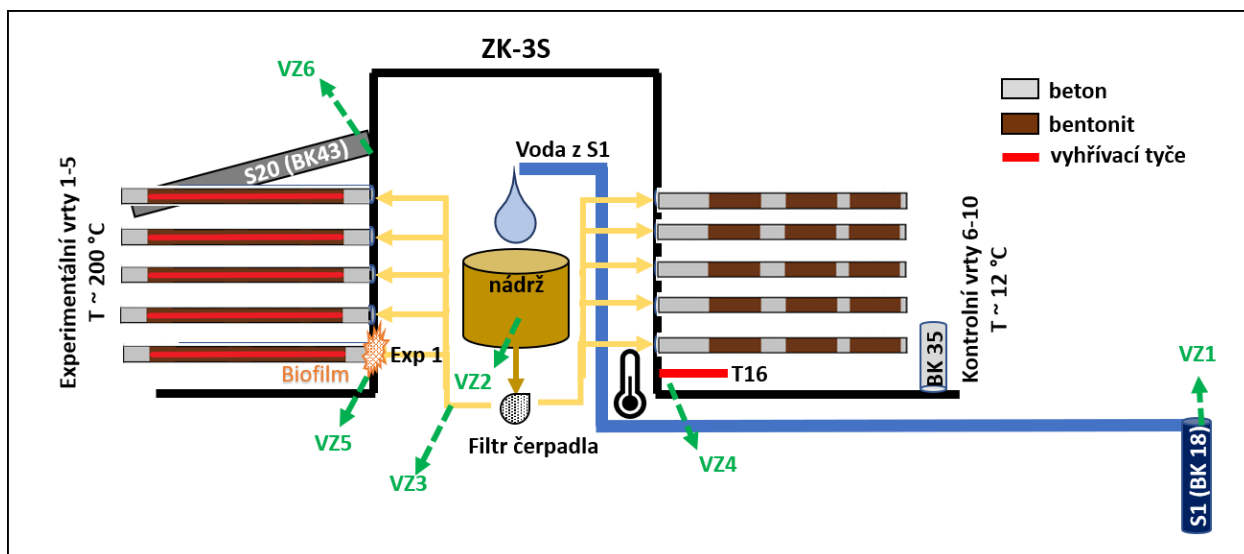 ZK-3S
VZ6
beton
bentonit
vyhřívací tyče
S20 (BK43)
Voda z S1
Experimentální vrty 1-5
T ~ 200 °C
nádrž
Kontrolní vrty 6-10
T ~ 12 °C
BK 35
Exp 1
Biofilm
VZ2
T16
VZ1
VZ5
Filtr čerpadla
VZ4
VZ3
S1 (BK 18)